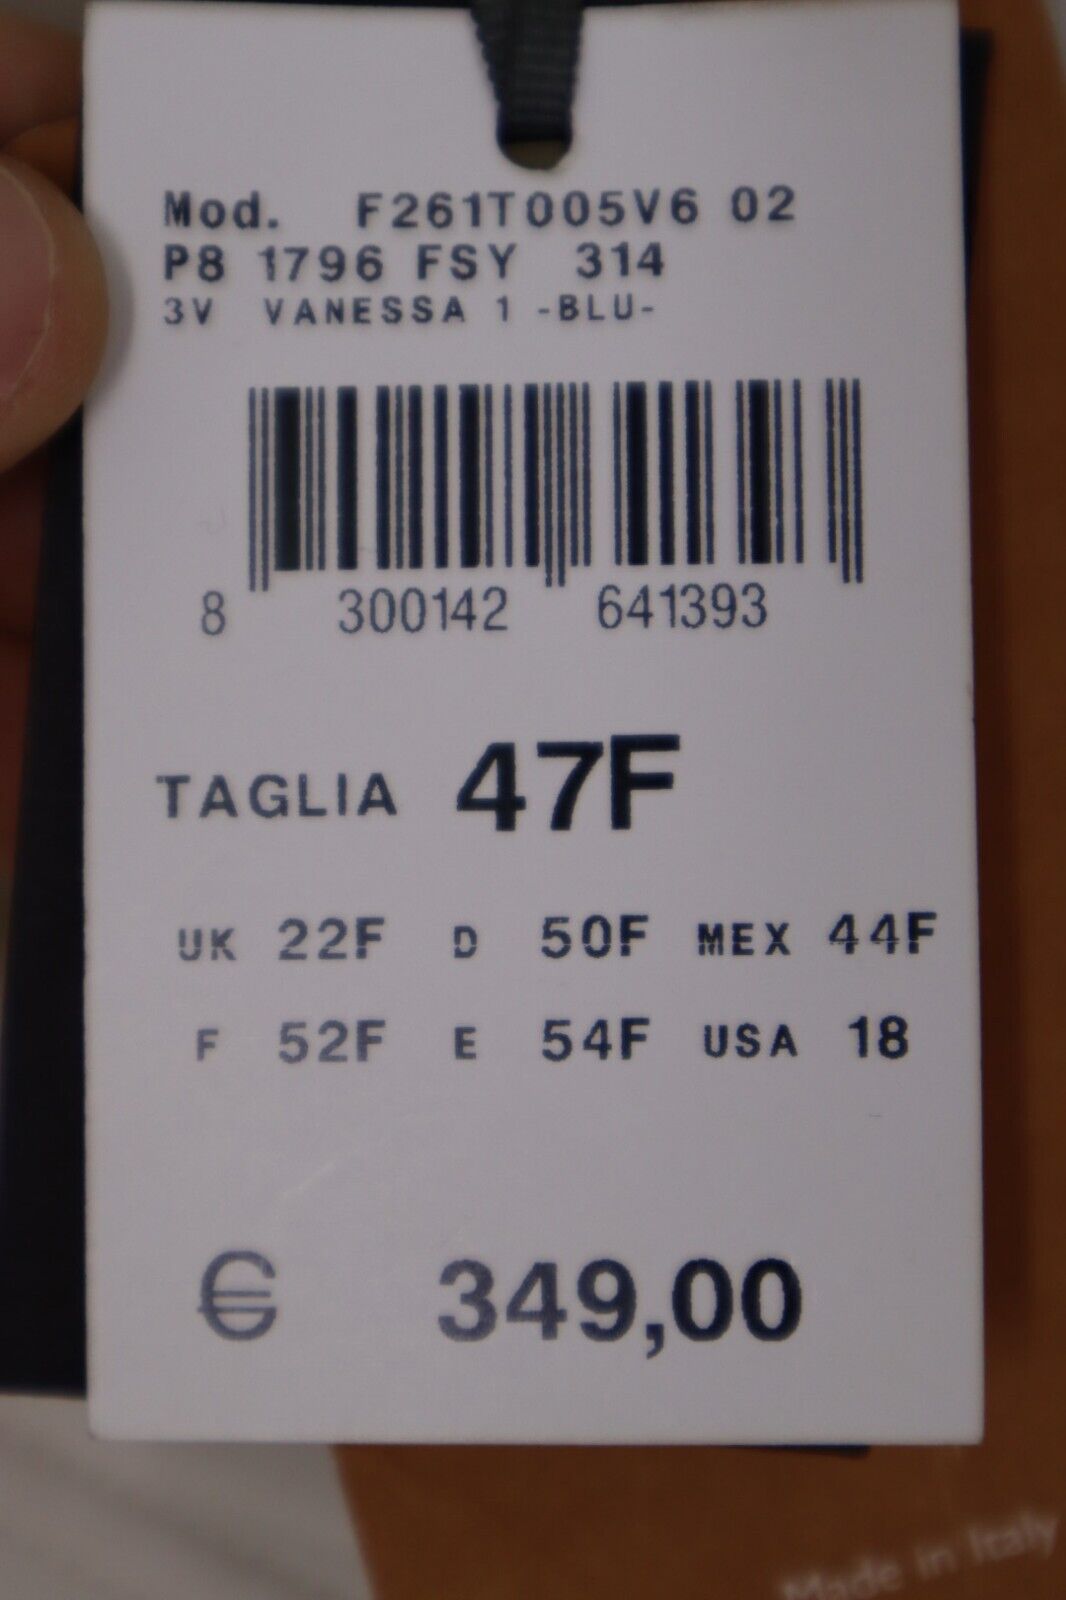 Mod. F261T005V6 02
P8 1796 FSY 314
3V VANESSA 1 -BLU-
8 300142 641393
TAGLIA 47F
UK 22F D 50F MEX 44F
F 52F E 54F USA 18
€ 349,00
Made in Italy